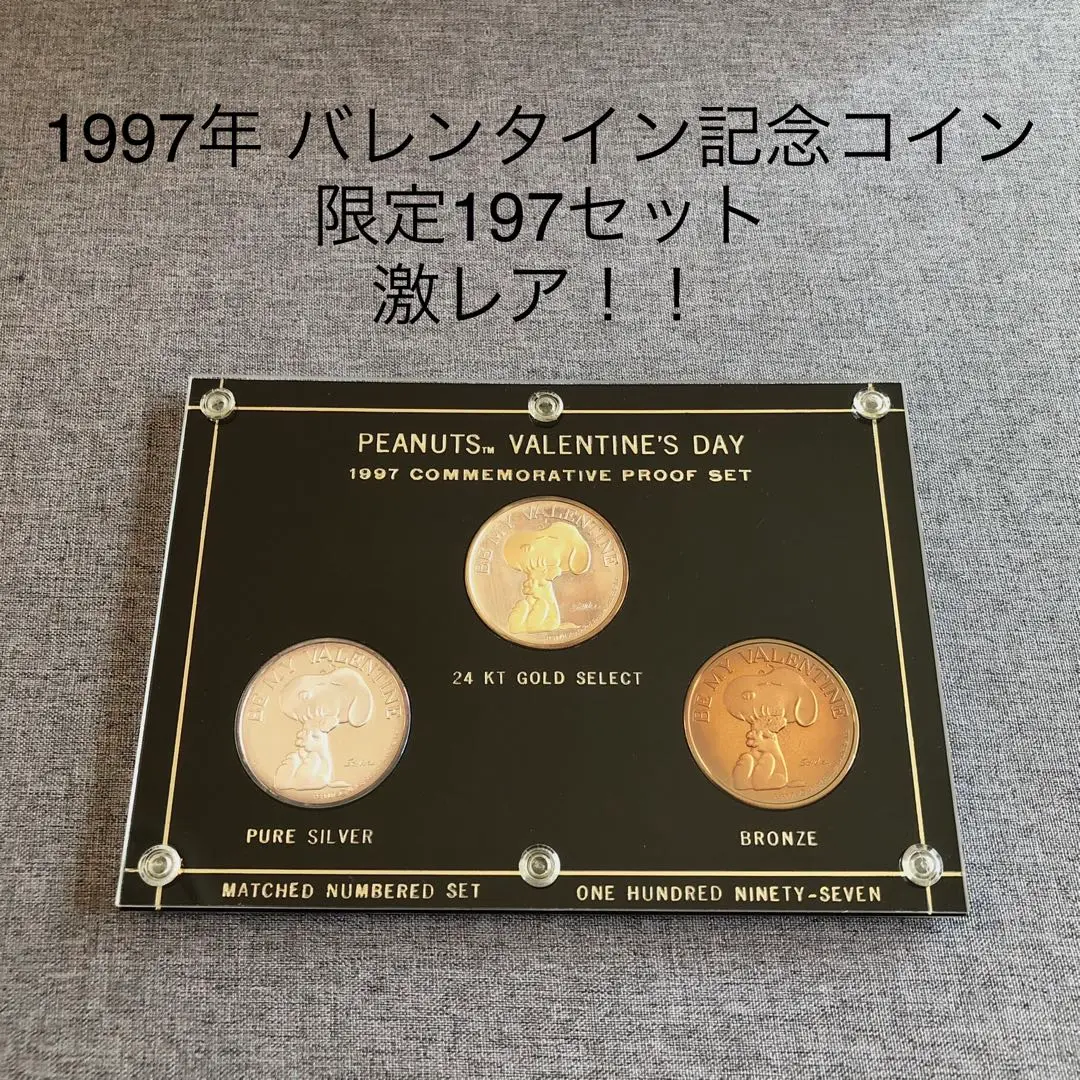 1997年 バレンタイン記念コイン
限定197セット
激レア！！
PEANUTS™ VALENTINE'S DAY
1997 COMMEMORATIVE PROOF SET
BE MY VALENTINE
24 KT GOLD SELECT
BE MY VALENTINE
BE MY VALENTINE
PURE SILVER
BRONZE
MATCHED NUMBERED SET
ONE HUNDRED NINETY-SEVEN